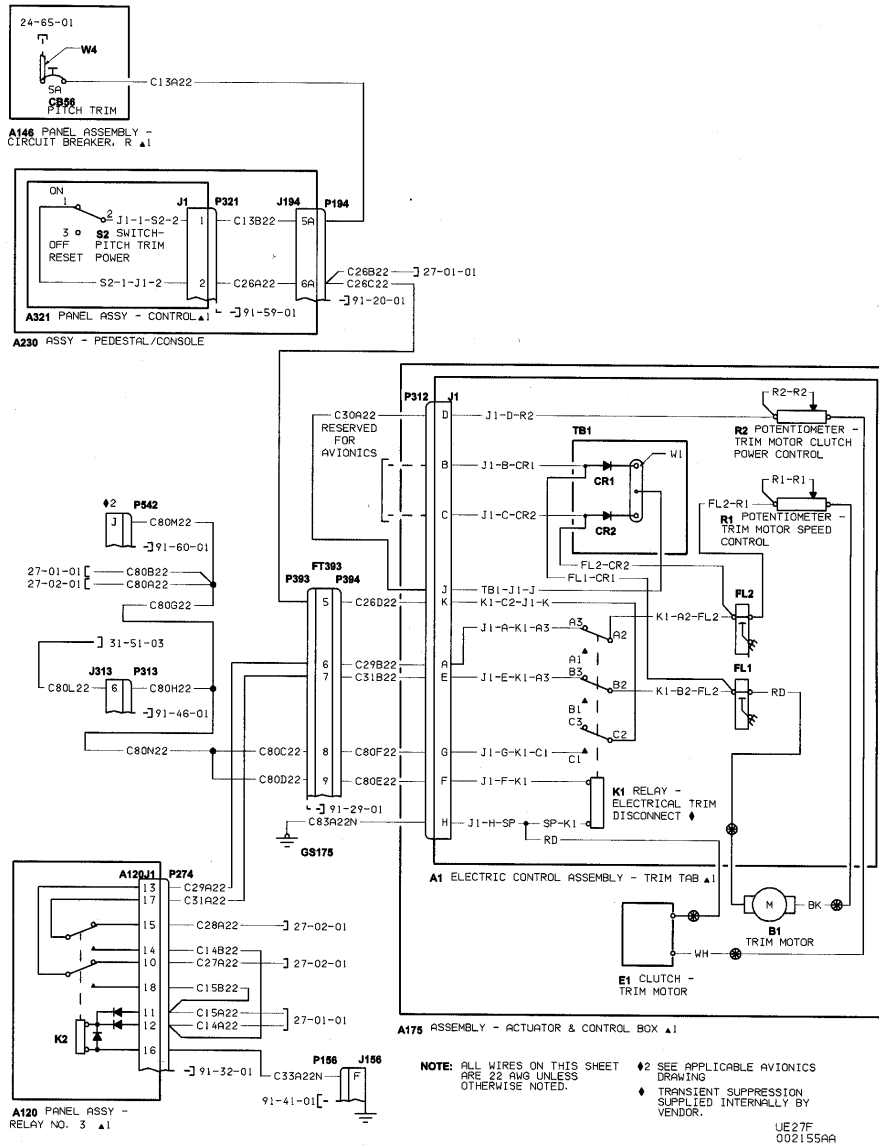 24-65-01
W4
C13A22
5A
CB56
PITCH TRIM
A146 PANEL ASSEMBLY -
CIRCUIT BREAKER, R ▲1
ON
1
2
J1-1-S2-2
3
S2 SWITCH-
OFF PITCH TRIM
RESET POWER
S2-1-J1-2
J1 P321
1
2
C13B22
C26A22
J194 P194
5A
6A
C26B22 27-01-01
C26C22
91-20-01
91-59-01
A321 PANEL ASSY - CONTROL ▲1
A230 ASSY - PEDESTAL/CONSOLE
P312 J1
C30A22
RESERVED
FOR
AVIONICS
D J1-D-R2
B J1-B-CR1
C J1-C-CR2
TB1
CR1
CR2
W1
R2-R2
R2 POTENTIOMETER -
TRIM MOTOR CLUTCH
POWER CONTROL
R1-R1
FL2-R1
R1 POTENTIOMETER -
TRIM MOTOR SPEED
CONTROL
FL2-CR2
FL1-CR1
♦2 P542
J C80M22
91-60-01
27-01-01 C80B22
27-02-01 C80A22
C80G22
31-51-03
J313 P313
C80L22 6 C80H22
91-46-01
C80N22
FT393
P393 P394
5 C26D22
6 C29B22
7 C31B22
C80C22 8 C80F22
C80D22 9 C80E22
91-29-01
C83A22N
GS175
J TB1-J1-J
K K1-C2-J1-K
A J1-A-K1-A3
E J1-E-K1-A3
G J1-G-K1-C1
F J1-F-K1
H J1-H-SP
SP-K1
RD
A3
A2
A1
B3
B2
B1
C3
C2
C1
K1-A2-FL2
K1-B2-FL2
FL2
FL1
RD
K1 RELAY -
ELECTRICAL TRIM
DISCONNECT ♦
A1 ELECTRIC CONTROL ASSEMBLY - TRIM TAB ▲1
M
BK
B1
TRIM MOTOR
WH
E1 CLUTCH -
TRIM MOTOR
A175 ASSEMBLY - ACTUATOR & CONTROL BOX ▲1
A120J1 P274
13 C29A22
17 C31A22
15 C28A22 27-02-01
14 C14B22
10 C27A22 27-02-01
18 C15B22
11 C15A22
12 C14A22
27-01-01
K2
16
91-32-01
C33A22N
P156 J156
F
91-41-01
A120 PANEL ASSY -
RELAY NO. 3 ▲1
NOTE: ALL WIRES ON THIS SHEET
ARE 22 AWG UNLESS
OTHERWISE NOTED.
♦2 SEE APPLICABLE AVIONICS
DRAWING
♦ TRANSIENT SUPPRESSION
SUPPLIED INTERNALLY BY
VENDOR.
UE27F
002155AA